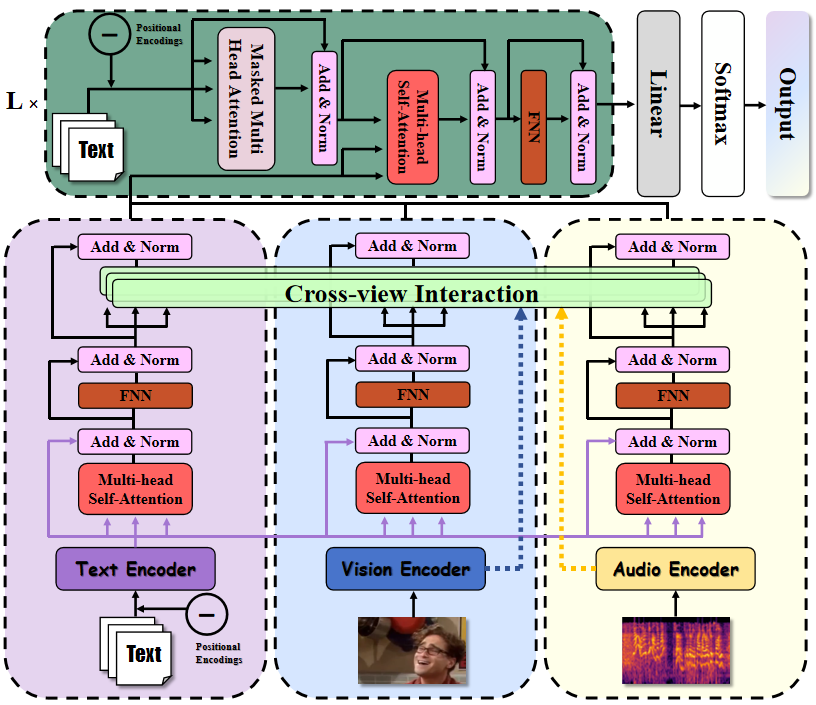 Positional
Encodings
L ×
Text
Masked Multi
Head Attention
Add & Norm
Multi-head
Self-Attention
Add & Norm
FNN
Add & Norm
Linear
Softmax
Output
Add & Norm
Add & Norm
Add & Norm
Cross-view Interaction
Add & Norm
Add & Norm
Add & Norm
FNN
FNN
FNN
Add & Norm
Add & Norm
Add & Norm
Multi-head
Self-Attention
Multi-head
Self-Attention
Multi-head
Self-Attention
Text Encoder
Vision Encoder
Audio Encoder
Text
Positional
Encodings